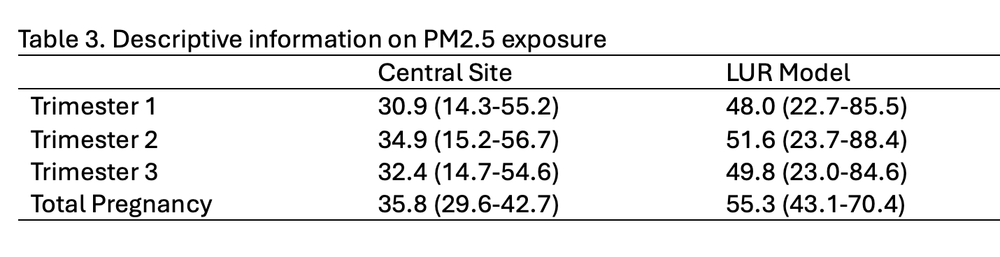 Table 3. Descriptive information on PM2.5 exposure
Central Site LUR Model
Trimester 1 30.9 (14.3-55.2) 48.0 (22.7-85.5)
Trimester 2 34.9 (15.2-56.7) 51.6 (23.7-88.4)
Trimester 3 32.4 (14.7-54.6) 49.8 (23.0-84.6)
Total Pregnancy 35.8 (29.6-42.7) 55.3 (43.1-70.4)